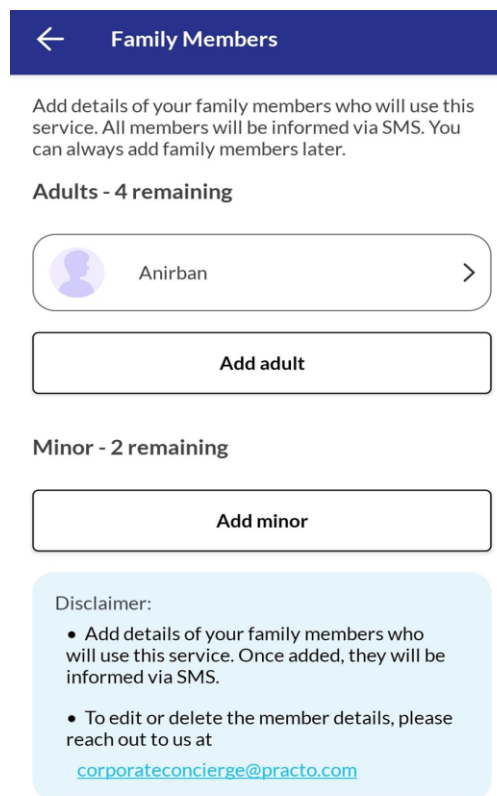 Family Members
Add details of your family members who will use this
service. All members will be informed via SMS. You
can always add family members later.
Adults - 4 remaining
Anirban
Add adult
Minor - 2 remaining
Add minor
Disclaimer:
• Add details of your family members who
will use this service. Once added, they will be
informed via SMS.
• To edit or delete the member details, please
reach out to us at
corporateconcierge@practo.com